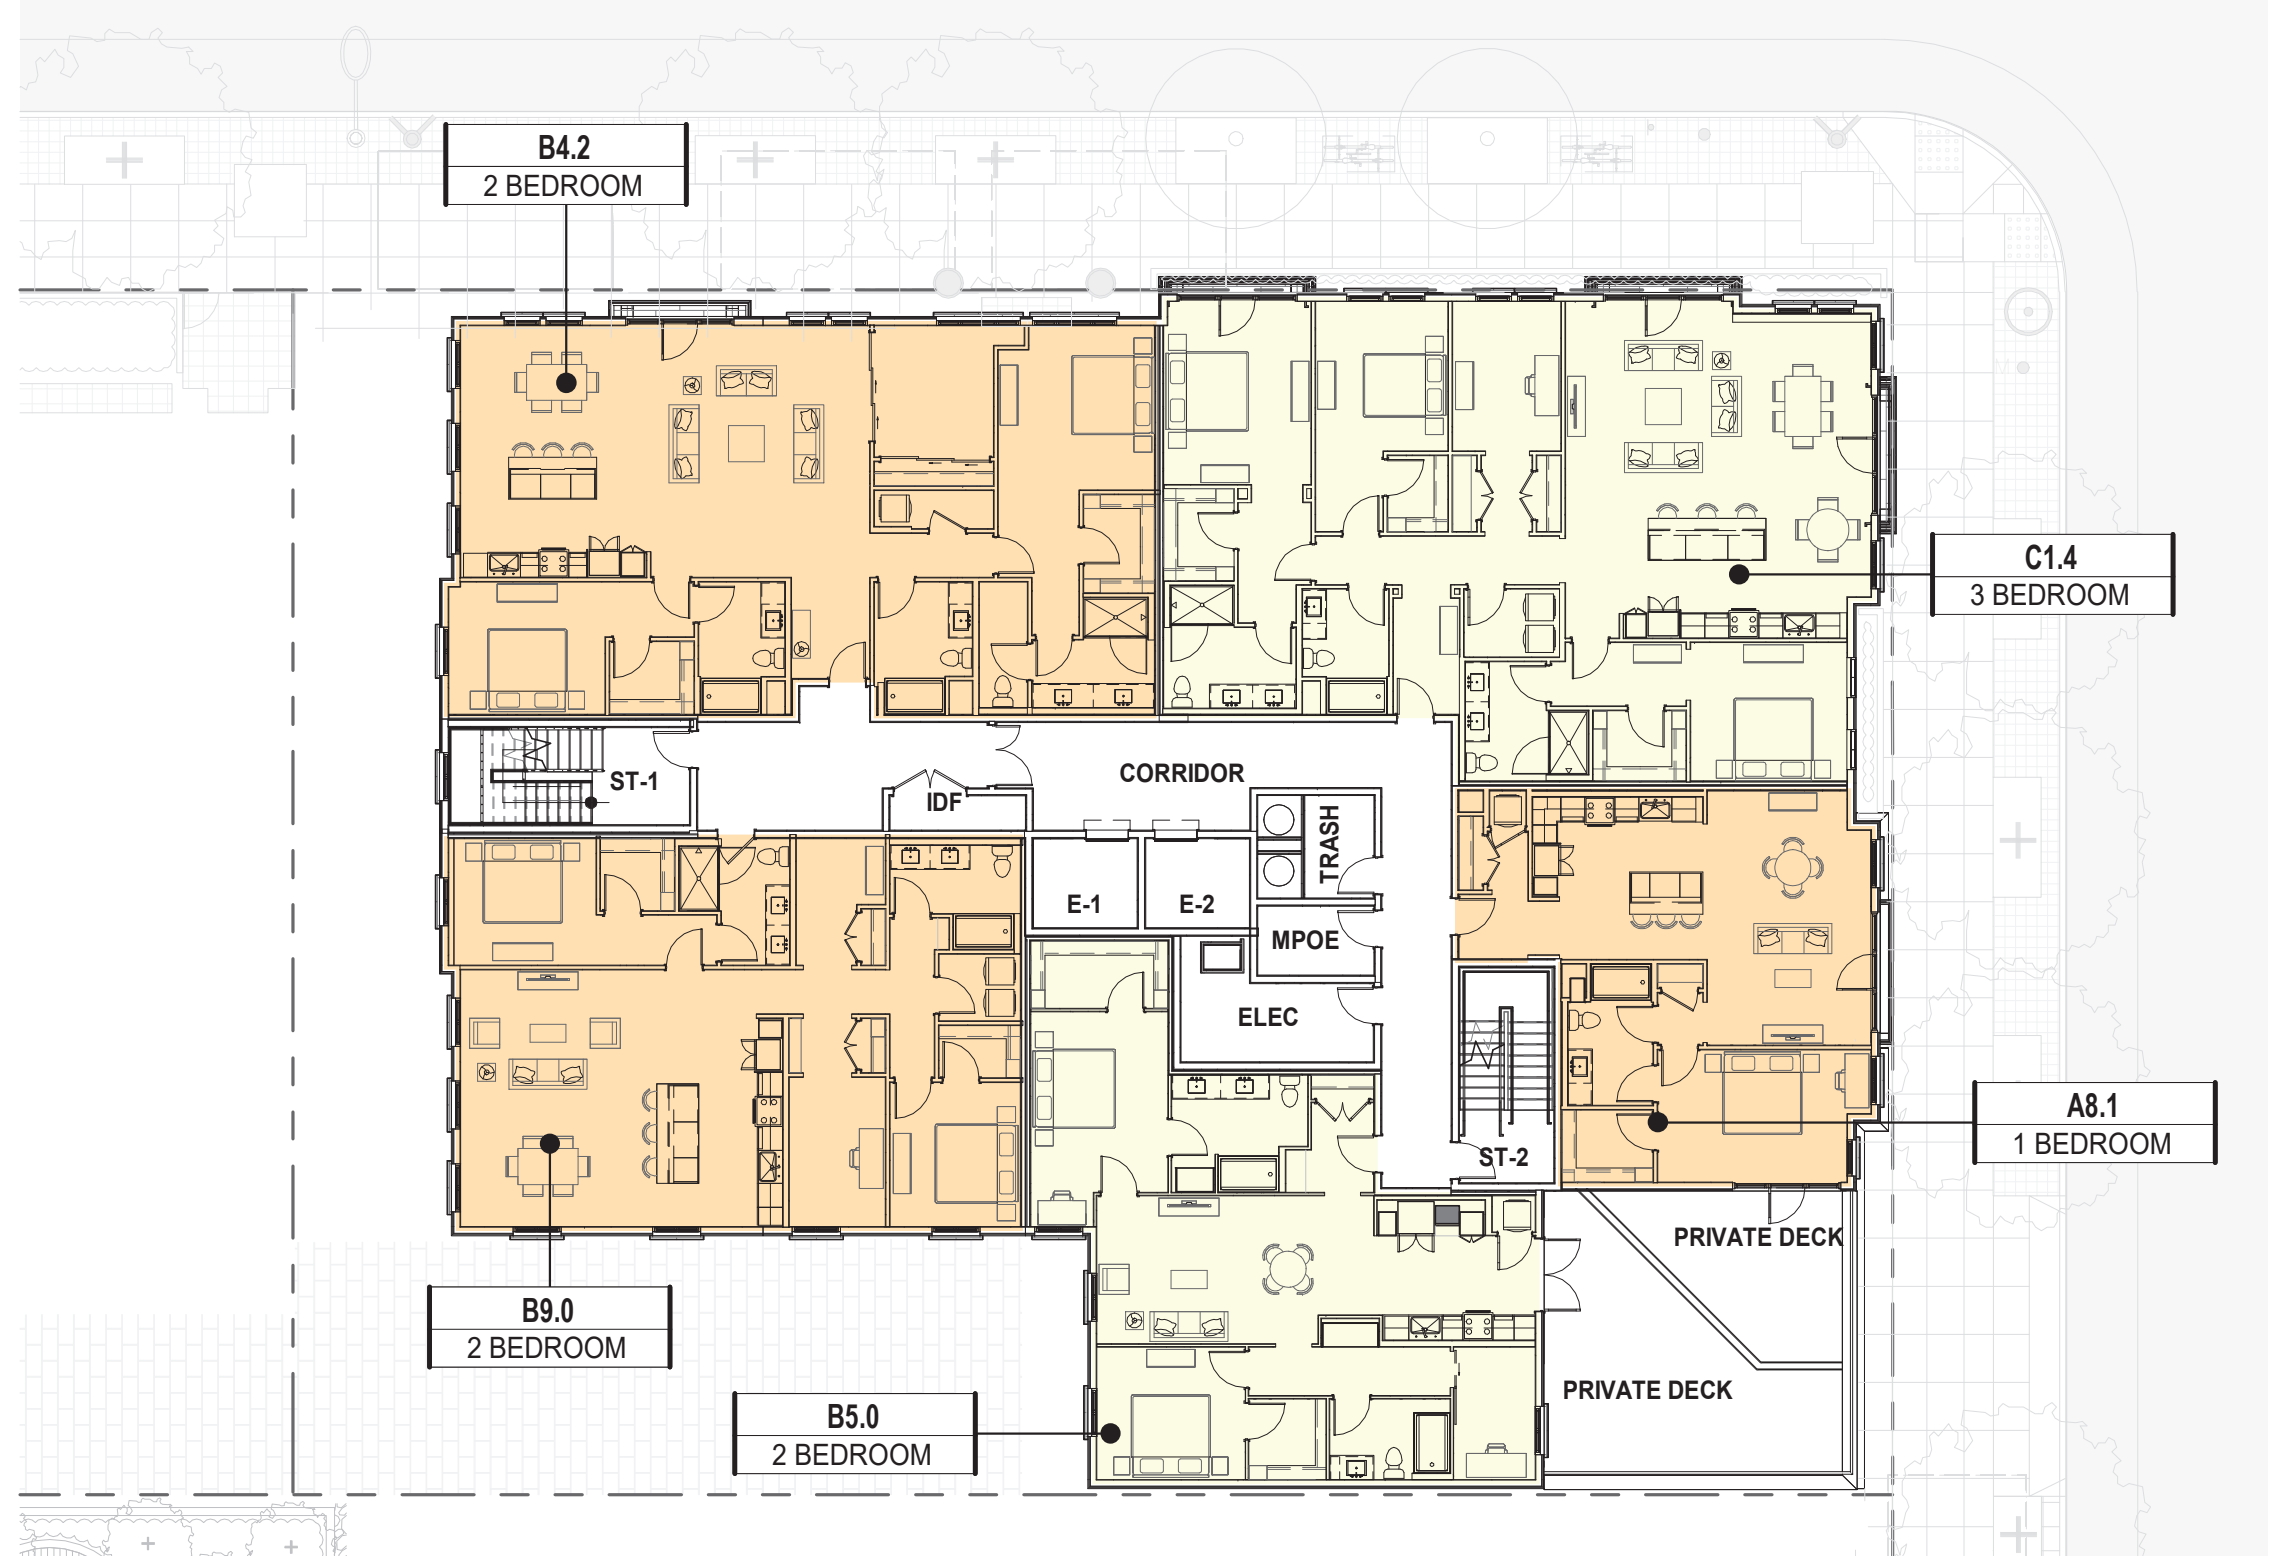 B4.2
2 BEDROOM
C1.4
3 BEDROOM
ST-1
IDF
CORRIDOR
TRASH
E-1
E-2
MPOE
ELEC
ST-2
A8.1
1 BEDROOM
PRIVATE DECK
PRIVATE DECK
B9.0
2 BEDROOM
B5.0
2 BEDROOM